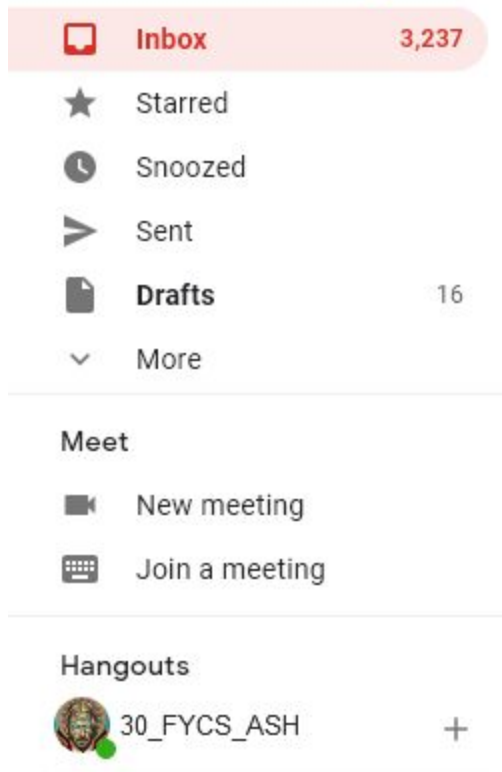 Inbox 3,237
Starred
Snoozed
Sent
Drafts 16
More
Meet
New meeting
Join a meeting
Hangouts
30_FYCS_ASH